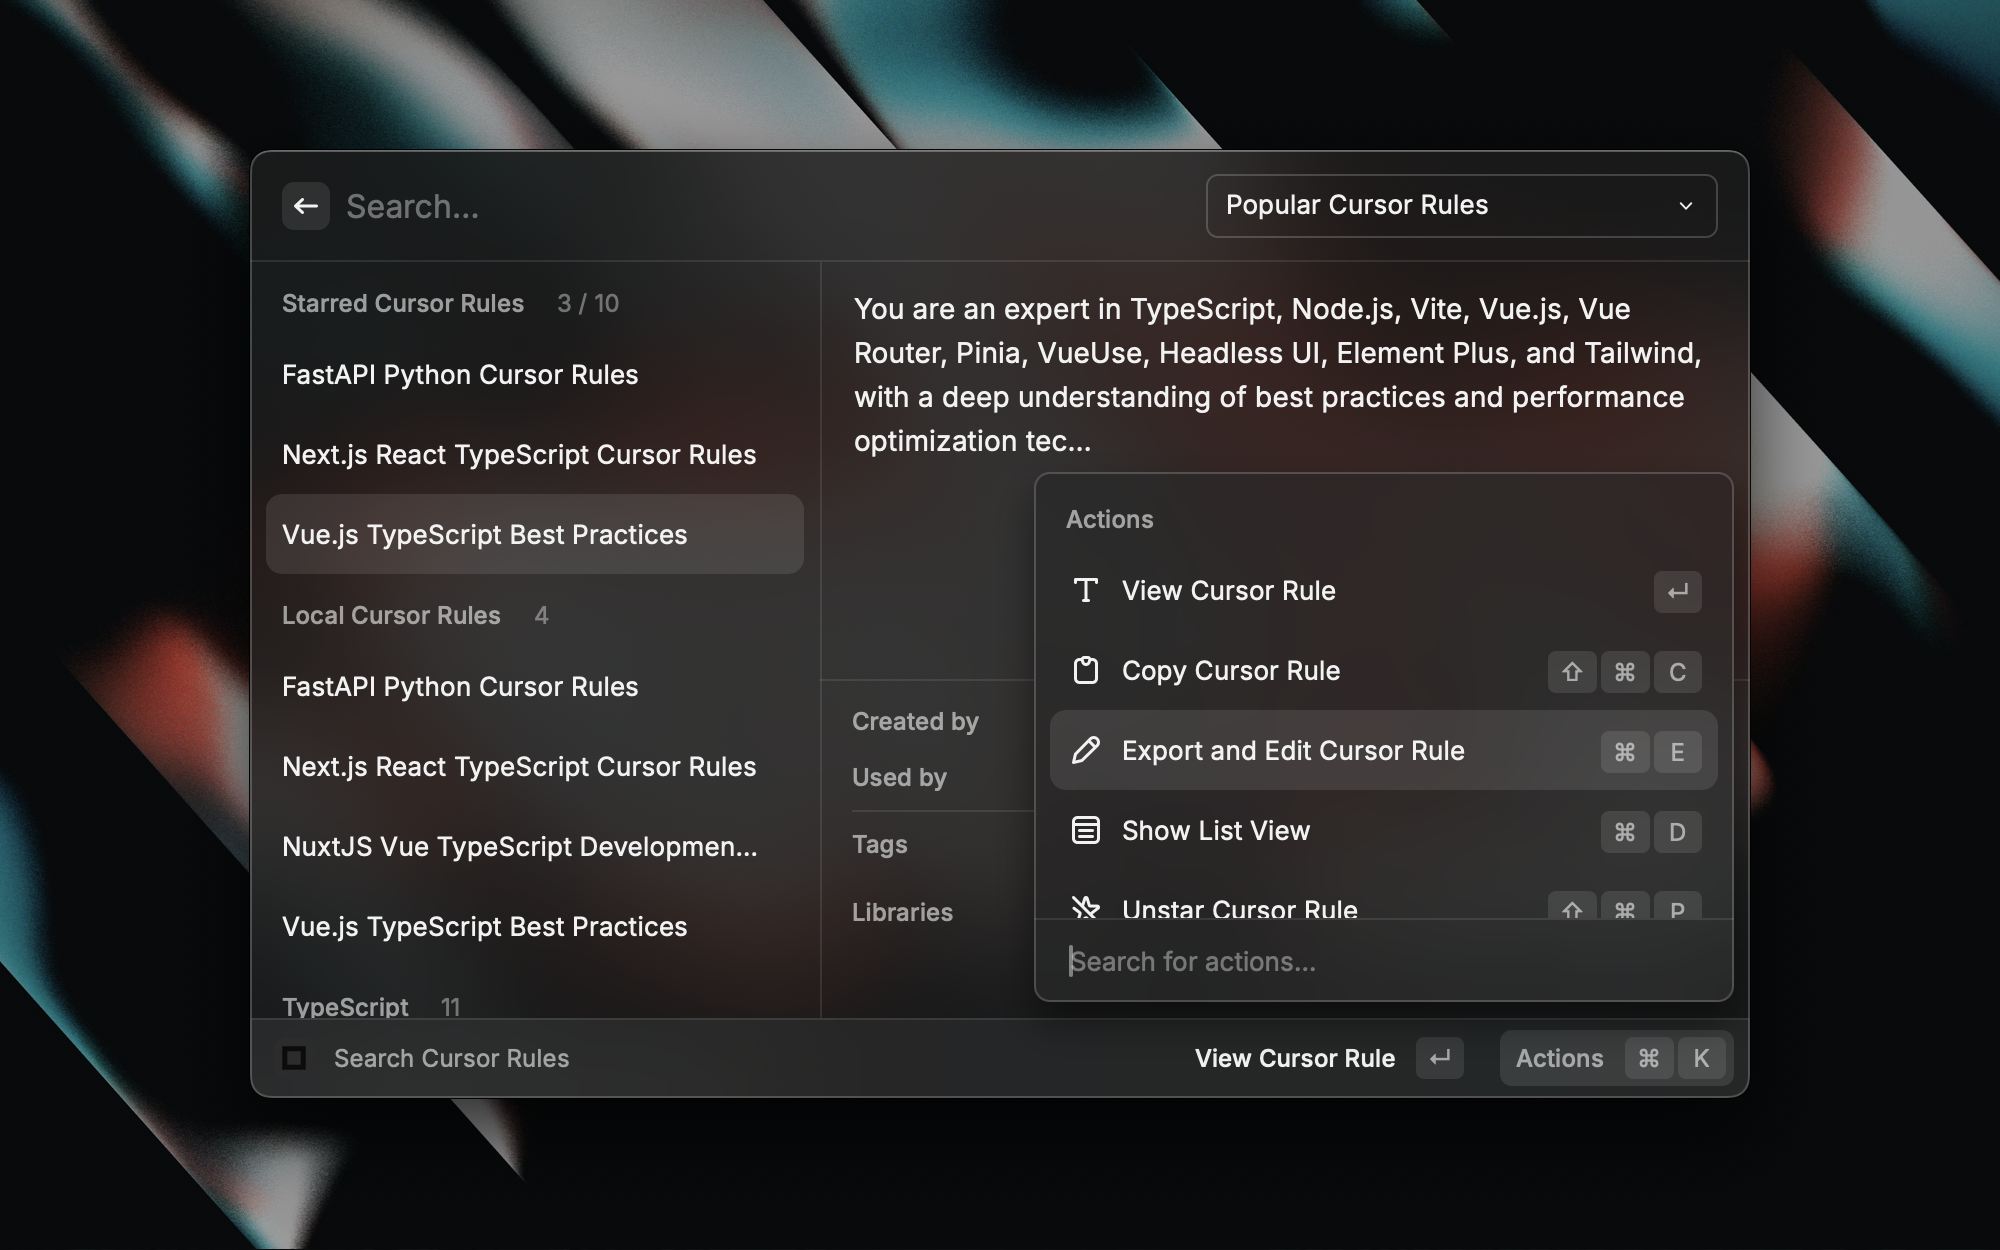 Search...
Popular Cursor Rules
Starred Cursor Rules 3 / 10
FastAPI Python Cursor Rules
Next.js React TypeScript Cursor Rules
Vue.js TypeScript Best Practices
Local Cursor Rules 4
FastAPI Python Cursor Rules
Next.js React TypeScript Cursor Rules
NuxtJS Vue TypeScript Developmen...
Vue.js TypeScript Best Practices
TypeScript 11
You are an expert in TypeScript, Node.js, Vite, Vue.js, Vue
Router, Pinia, VueUse, Headless UI, Element Plus, and Tailwind,
with a deep understanding of best practices and performance
optimization tec...
Created by
Used by
Tags
Libraries
Actions
View Cursor Rule ↵
Copy Cursor Rule ⇧ ⌘ C
Export and Edit Cursor Rule ⌘ E
Show List View ⌘ D
Unstar Cursor Rule ⇧ ⌘ P
Search for actions...
Search Cursor Rules
View Cursor Rule ↵
Actions ⌘ K